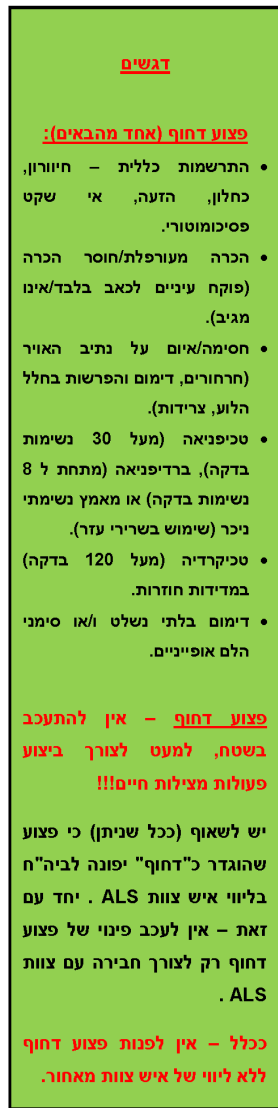 דגשים
פצוע דחוף (אחד מהבאים):
• התרשמות כללית – חיוורון,
כחלון, הזעה, אי שקט
פסיכומוטורי.
• הכרה מעורפלת/חוסר הכרה
(פוקח עיניים לכאב בלבד/אינו
מגיב).
• חסימה/איום על נתיב האויר
(חרחורים, דימום והפרשות בחלל
הלוע, צרידות).
• טכיפניאה (מעל 30 נשימות
בדקה), ברדיפניאה (מתחת ל 8
נשימות בדקה) או מאמץ נשימתי
ניכר (שימוש בשרירי עזר).
• טכיקרדיה (מעל 120 בדקה)
במדידות חוזרות.
• דימום בלתי נשלט ו/או סימני
הלם אופייניים.
פצוע דחוף – אין להתעכב
בשטח, למעט לצורך ביצוע
פעולות מצילות חיים!!!
יש לשאוף (ככל שניתן) כי פצוע
שהוגדר כ"דחוף" יפונה לביה"ח
בליווי איש צוות ALS . יחד עם
זאת – אין לעכב פינוי של פצוע
דחוף רק לצורך חבירה עם צוות
ALS .
ככלל – אין לפנות פצוע דחוף
ללא ליווי של איש צוות מאחור.